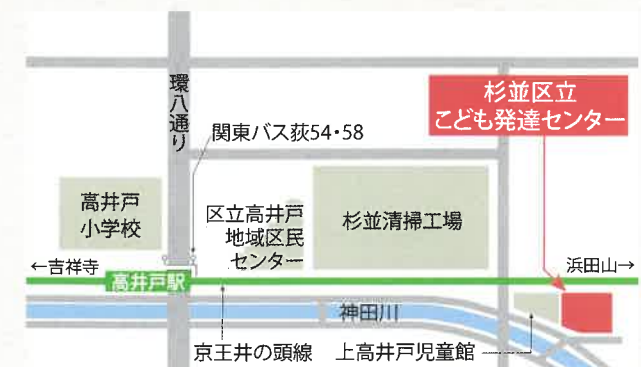 杉並区立
こども発達センター
環八通り
関東バス荻54・58
高井戸
小学校
区立高井戸
地域区民
センター
杉並清掃工場
←吉祥寺
浜田山→
高井戸駅
神田川
京王井の頭線
上高井戸児童館